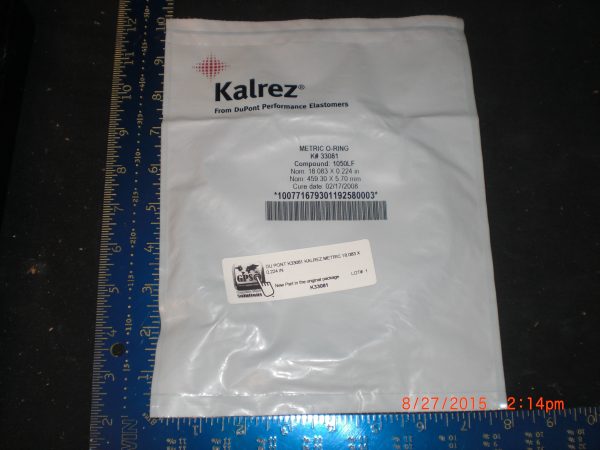 Kalrez®
From DuPont Performance Elastomers
METRIC O-RING
K# 33081
Compound: 1050LF
Nom: 18.083 X 0.224 in
Nom: 459.30 X 5.70 mm
Cure date: 02/17/2008
*100771679301192580003*
DU PONT K33081 KALREZ METRIC 18.083 X
0.224 IN
GPS
New Part in the original package
LOT#: 1
K33081
8/27/2015 2:14pm